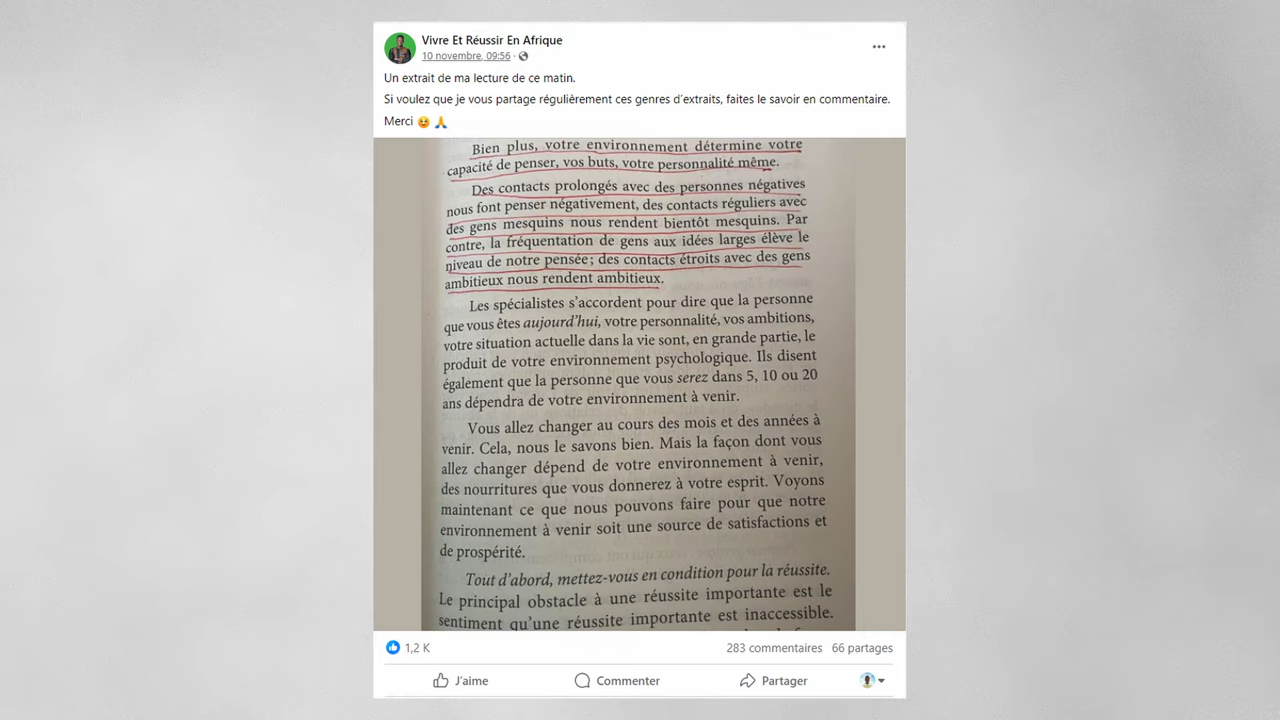 Vivre Et Réussir En Afrique
10 novembre, 09:56 ·
Un extrait de ma lecture de ce matin.
Si voulez que je vous partage régulièrement ces genres d'extraits, faites le savoir en commentaire.
Merci 😉 🙏
Bien plus, votre environnement détermine votre
capacité de penser, vos buts, votre personnalité même.
Des contacts prolongés avec des personnes négatives
nous font penser négativement, des contacts réguliers avec
des gens mesquins nous rendent bientôt mesquins. Par
contre, la fréquentation de gens aux idées larges élève le
niveau de notre pensée; des contacts étroits avec des gens
ambitieux nous rendent ambitieux.
Les spécialistes s'accordent pour dire que la personne
que vous êtes aujourd'hui, votre personnalité, vos ambitions,
votre situation actuelle dans la vie sont, en grande partie, le
produit de votre environnement psychologique. Ils disent
également que la personne que vous serez dans 5, 10 ou 20
ans dépendra de votre environnement à venir.
Vous allez changer au cours des mois et des années à
venir. Cela, nous le savons bien. Mais la façon dont vous
allez changer dépend de votre environnement à venir,
des nourritures que vous donnerez à votre esprit. Voyons
maintenant ce que nous pouvons faire pour que notre
environnement à venir soit une source de satisfactions et
de prospérité.
Tout d'abord, mettez-vous en condition pour la réussite.
Le principal obstacle à une réussite importante est le
sentiment qu'une réussite importante est inaccessible.
1,2 K
283 commentaires 66 partages
J'aime
Commenter
Partager